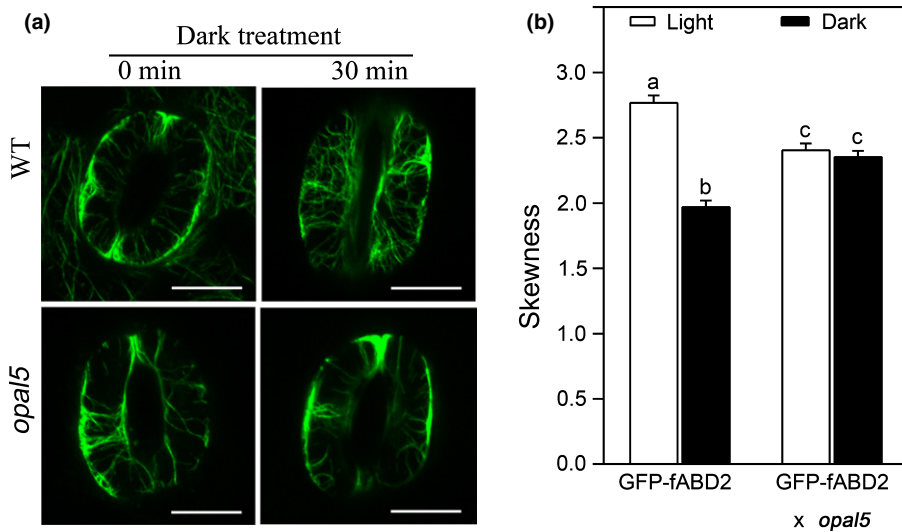 (a)
Dark treatment
0 min 30 min
WT
opal5
(b)
Light Dark
Skewness
3.0
2.5
2.0
1.5
1.0
0.5
0.0
a
b
c c
GFP-fABD2 GFP-fABD2
x opal5